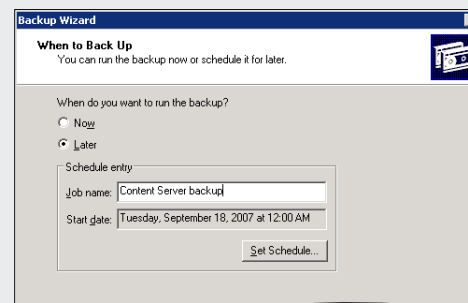 Backup Wizard
When to Back Up
You can run the backup now or schedule it for later.
When do you want to run the backup?
Now
Later
Schedule entry
Job name: Content Server backup
Start date: Tuesday, September 18, 2007 at 12:00 AM
Set Schedule...